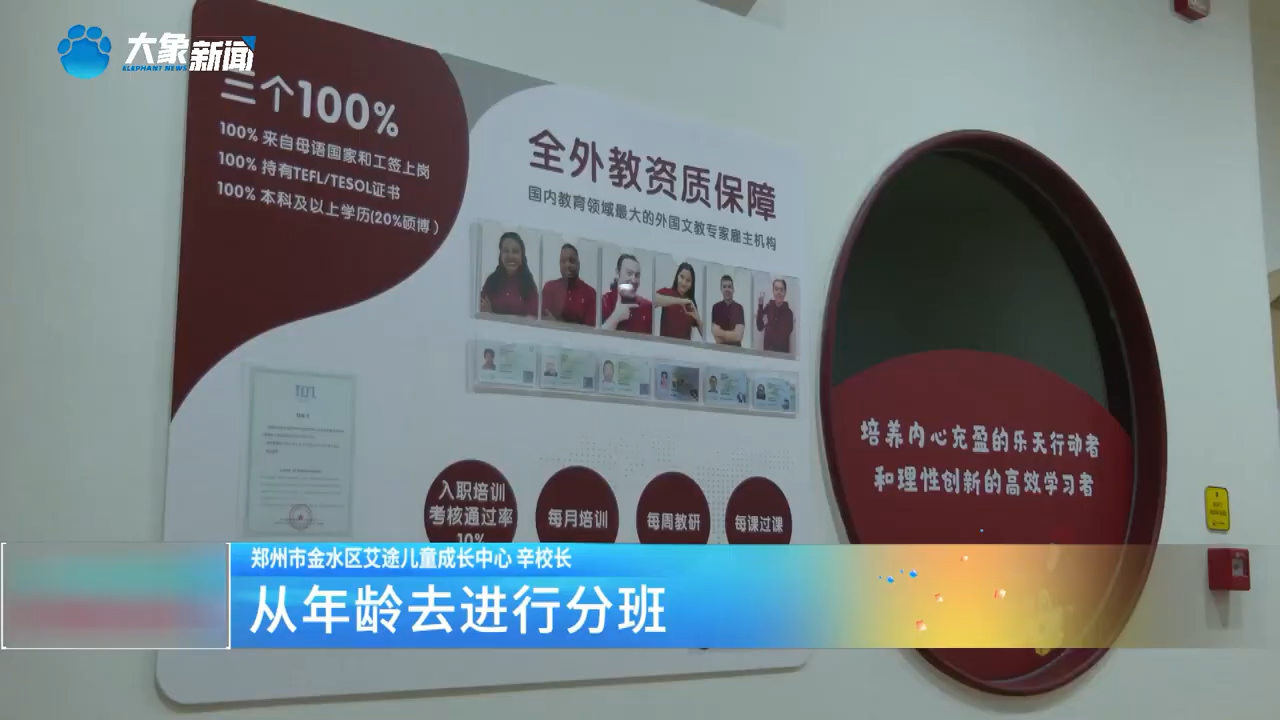 大象新闻
ELEPHANT NEWS
三个100%
100% 来自母语国家和工签上岗
100% 持有TEFL/TESOL证书
100% 本科及以上学历(20%硕博)
全外教资质保障
国内教育领域最大的外国文教专家雇主机构
入职培训
考核通过率
10%
每月培训
每周教研
每课过课
培养内心充盈的乐天行动者
和理性创新的高效学习者
郑州市金水区艾途儿童成长中心 辛校长
从年龄去进行分班